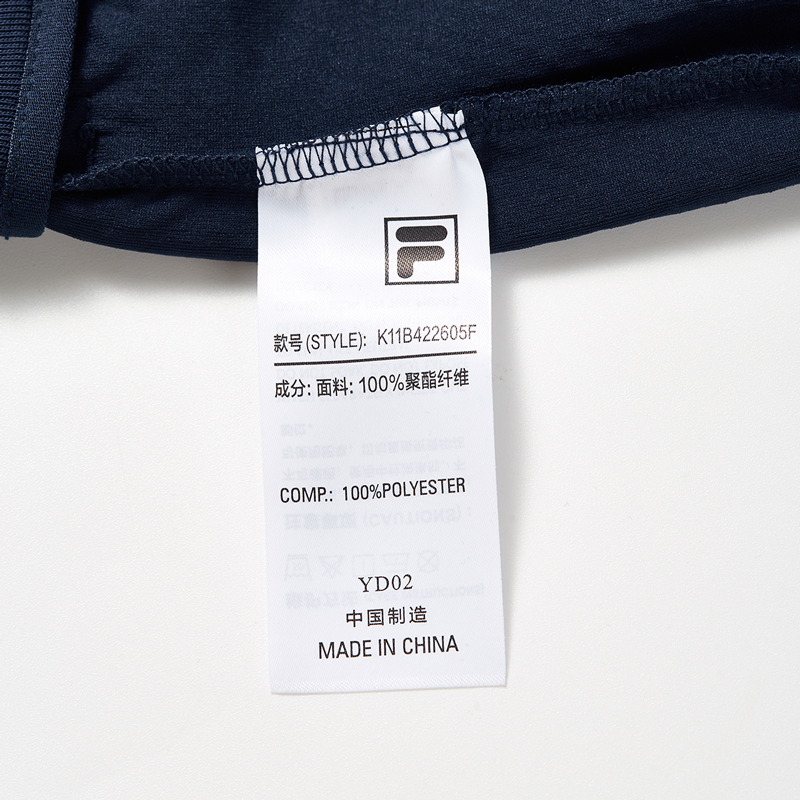 F
款号(STYLE): K11B422605F
成分: 面料: 100%聚酯纤维
COMP.: 100%POLYESTER
YD02
中国制造
MADE IN CHINA